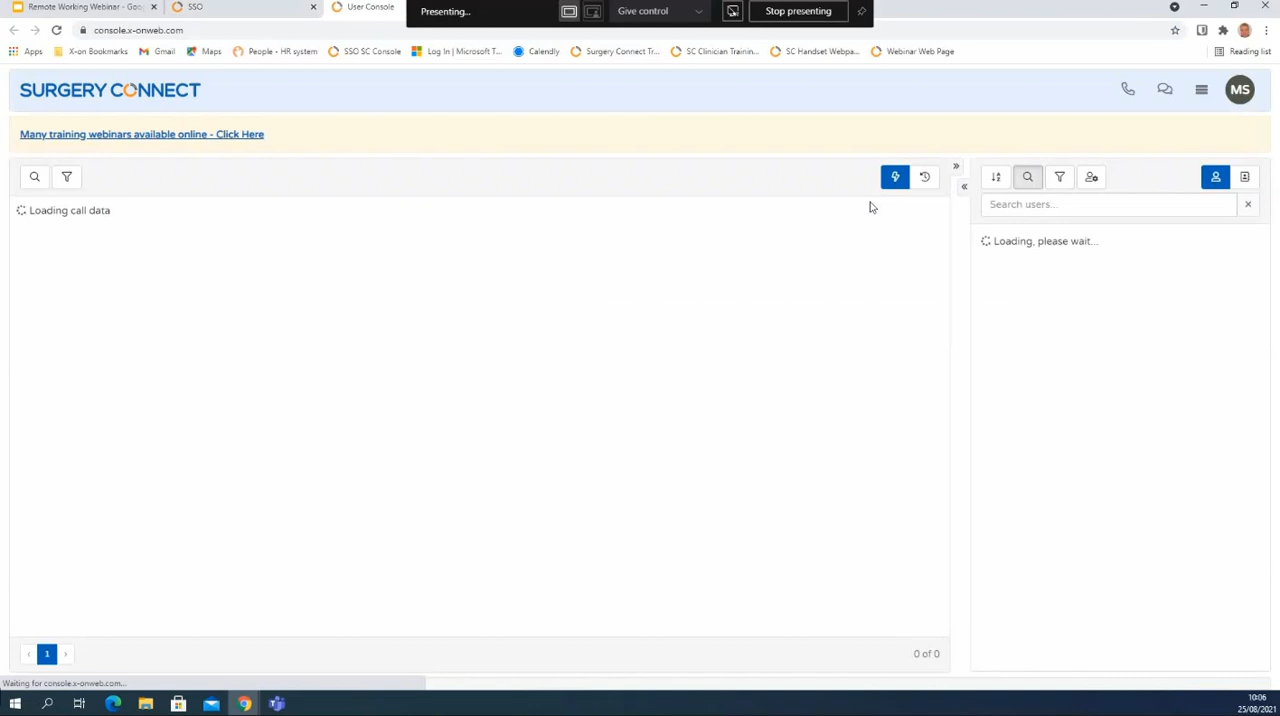 Remote Working Webinar - Goo
SSO
User Console
Presenting...
Give control
Stop presenting
console.x-onweb.com
Apps
X-on Bookmarks
Gmail
Maps
People - HR system
SSO SC Console
Log In | Microsoft T...
Calendly
Surgery Connect Tr...
SC Clinician Trainin...
SC Handset Webpa...
Webinar Web Page
Reading list
SURGERY CONNECT
MS
Many training webinars available online - Click Here
Loading call data
Search users...
Loading, please wait...
1
0 of 0
Waiting for console.x-onweb.com...
10:06
25/08/2021